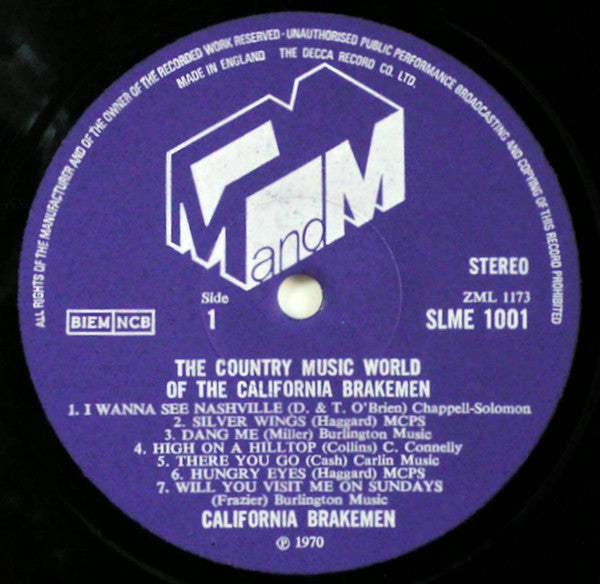 ALL RIGHTS OF THE MANUFACTURER AND OF THE OWNER OF THE RECORDED WORK RESERVED · UNAUTHORISED PUBLIC PERFORMANCE BROADCASTING AND COPYING OF THIS RECORD PROHIBITED
MADE IN ENGLAND THE DECCA RECORD CO. LTD.
M and M
STEREO
Side
1
ZML 1173
BIEM NCB
SLME 1001
THE COUNTRY MUSIC WORLD
OF THE CALIFORNIA BRAKEMEN
1. I WANNA SEE NASHVILLE (D. & T. O'Brien) Chappell-Solomon
2. SILVER WINGS (Haggard) MCPS
3. DANG ME (Miller) Burlington Music
4. HIGH ON A HILLTOP (Collins) C. Connelly
5. THERE YOU GO (Cash) Carlin Music
6. HUNGRY EYES (Haggard) MCPS
7. WILL YOU VISIT ME ON SUNDAYS
(Frazier) Burlington Music
CALIFORNIA BRAKEMEN
℗ 1970